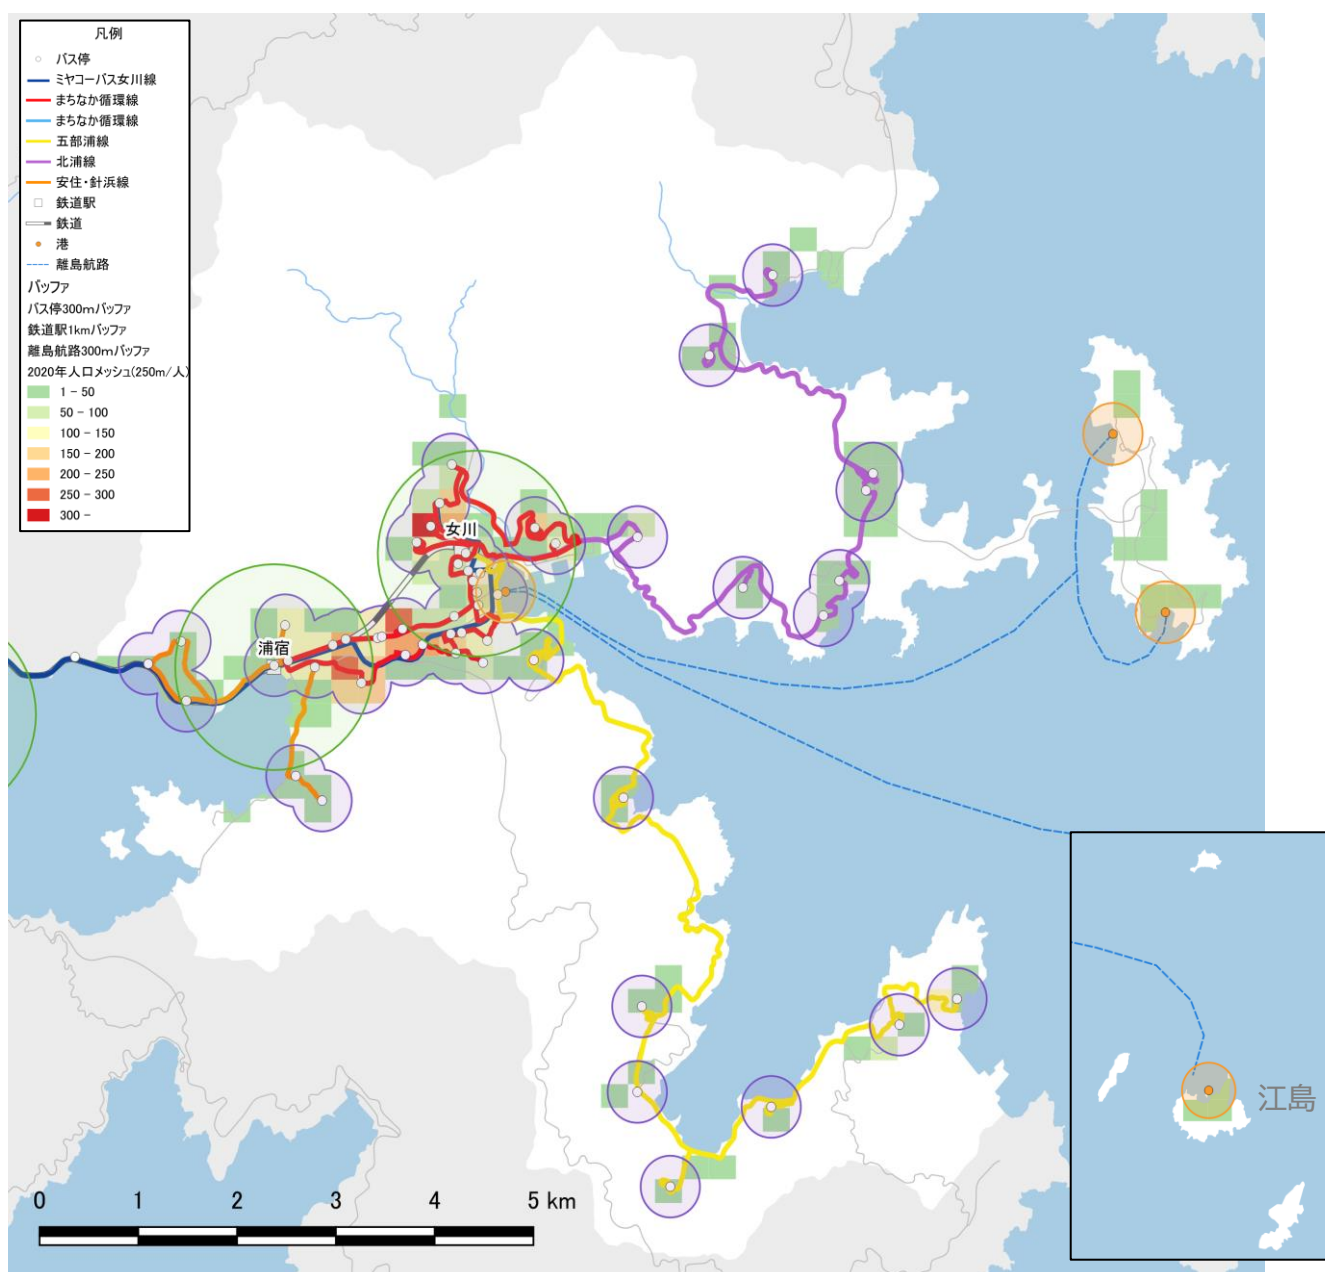 凡例
バス停
ミヤコーバス女川線
まちなか循環線
まちなか循環線
五部浦線
北浦線
安住・針浜線
鉄道駅
鉄道
港
離島航路
バッファ
バス停300mバッファ
鉄道駅1kmバッファ
離島航路300mバッファ
2020年人口メッシュ(250m/人)
1 - 50
50 - 100
100 - 150
150 - 200
200 - 250
250 - 300
300 -
女川
浦宿
江島
0 1 2 3 4 5 km